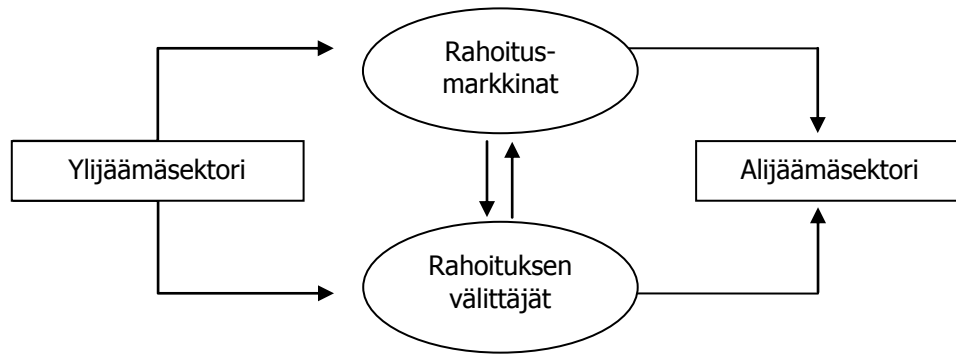 Rahoitus-
markkinat
Ylijäämäsektori
Alijäämäsektori
Rahoituksen
välittäjät